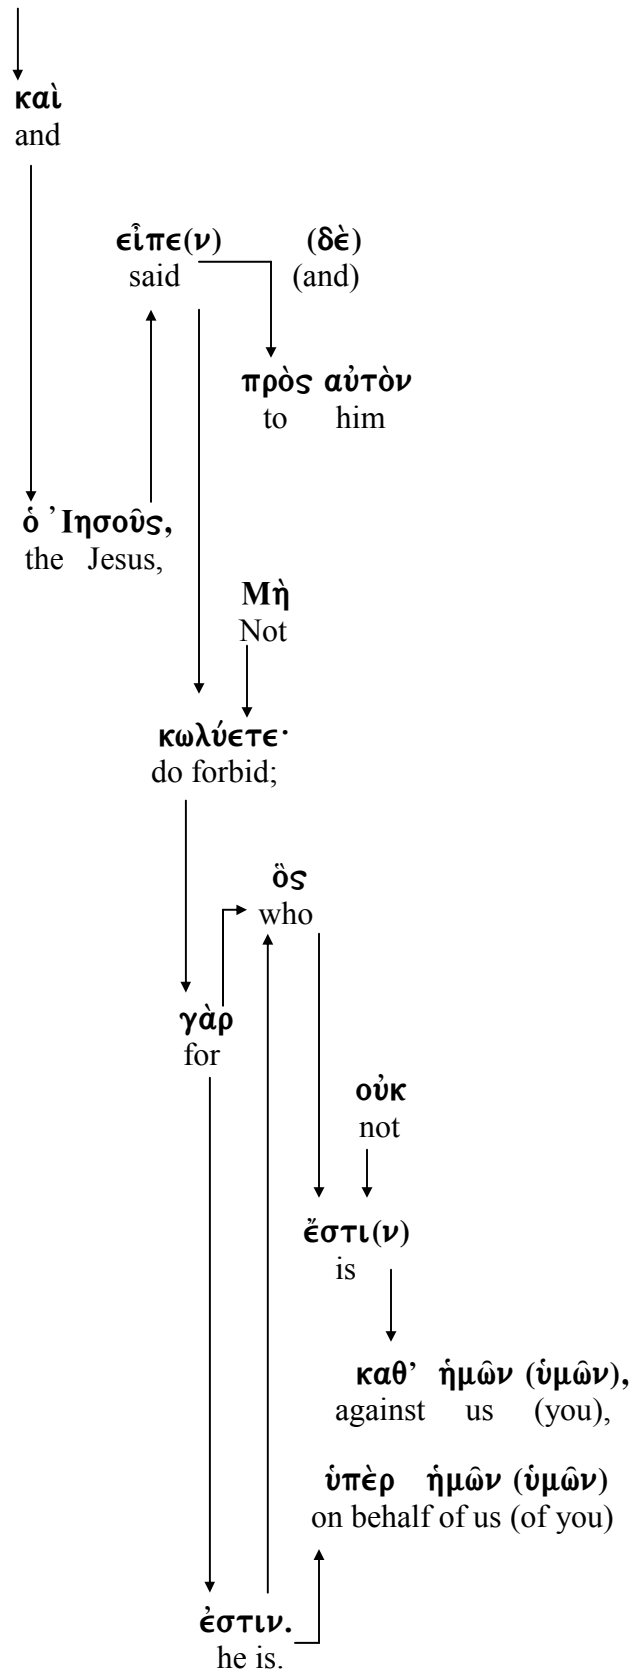 καὶ
and
εἶπε(ν) (δὲ)
said (and)
πρὸς αὐτὸν
to him
ὁ ’Ιησοῦς,
the Jesus,
Μὴ
Not
κωλύετε·
do forbid;
ὃς
who
γὰρ
for
οὐκ
not
ἔστι(ν)
is
καθ’ ἡμῶν (ὑμῶν),
against us (you),
ὑπὲρ ἡμῶν (ὑμῶν)
on behalf of us (of you)
ἐστιν.
he is.